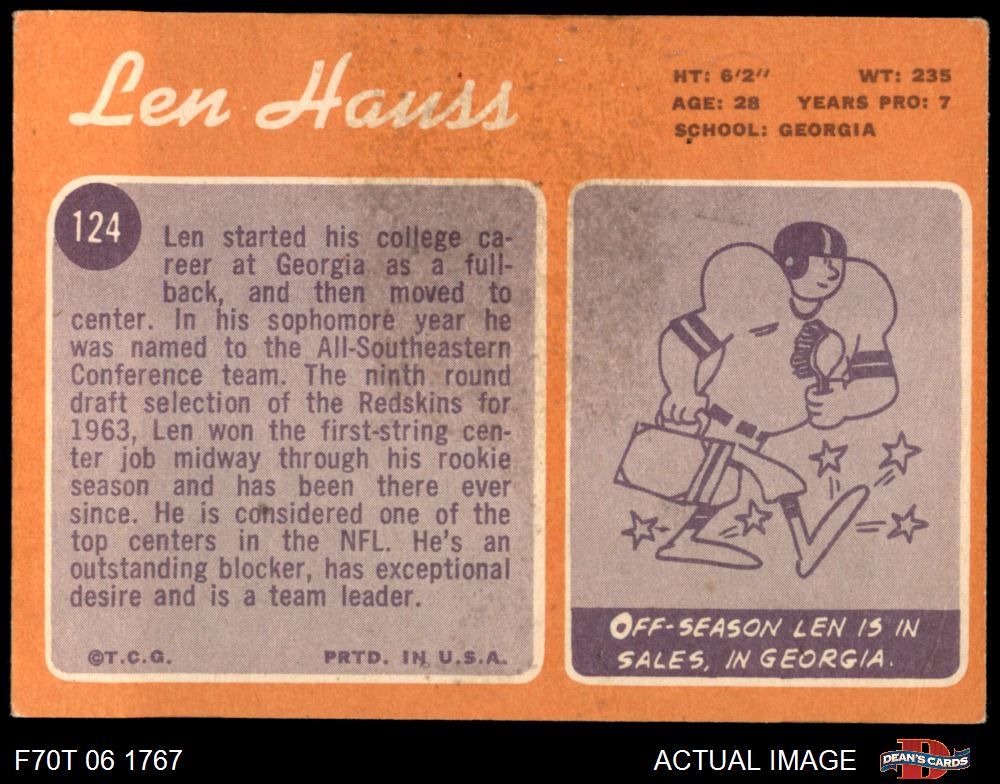 Len Hauss
HT: 6'2" WT: 235
AGE: 28 YEARS PRO: 7
SCHOOL: GEORGIA
124
Len started his college ca-
reer at Georgia as a full-
back, and then moved to
center. In his sophomore year he
was named to the All-Southeastern
Conference team. The ninth round
draft selection of the Redskins for
1963, Len won the first-string cen-
ter job midway through his rookie
season and has been there ever
since. He is considered one of the
top centers in the NFL. He's an
outstanding blocker, has exceptional
desire and is a team leader.
©T.C.G. PRTD. IN U.S.A.
OFF-SEASON LEN IS IN
SALES, IN GEORGIA.
F70T 06 1767
ACTUAL IMAGE
DEAN'S CARDS